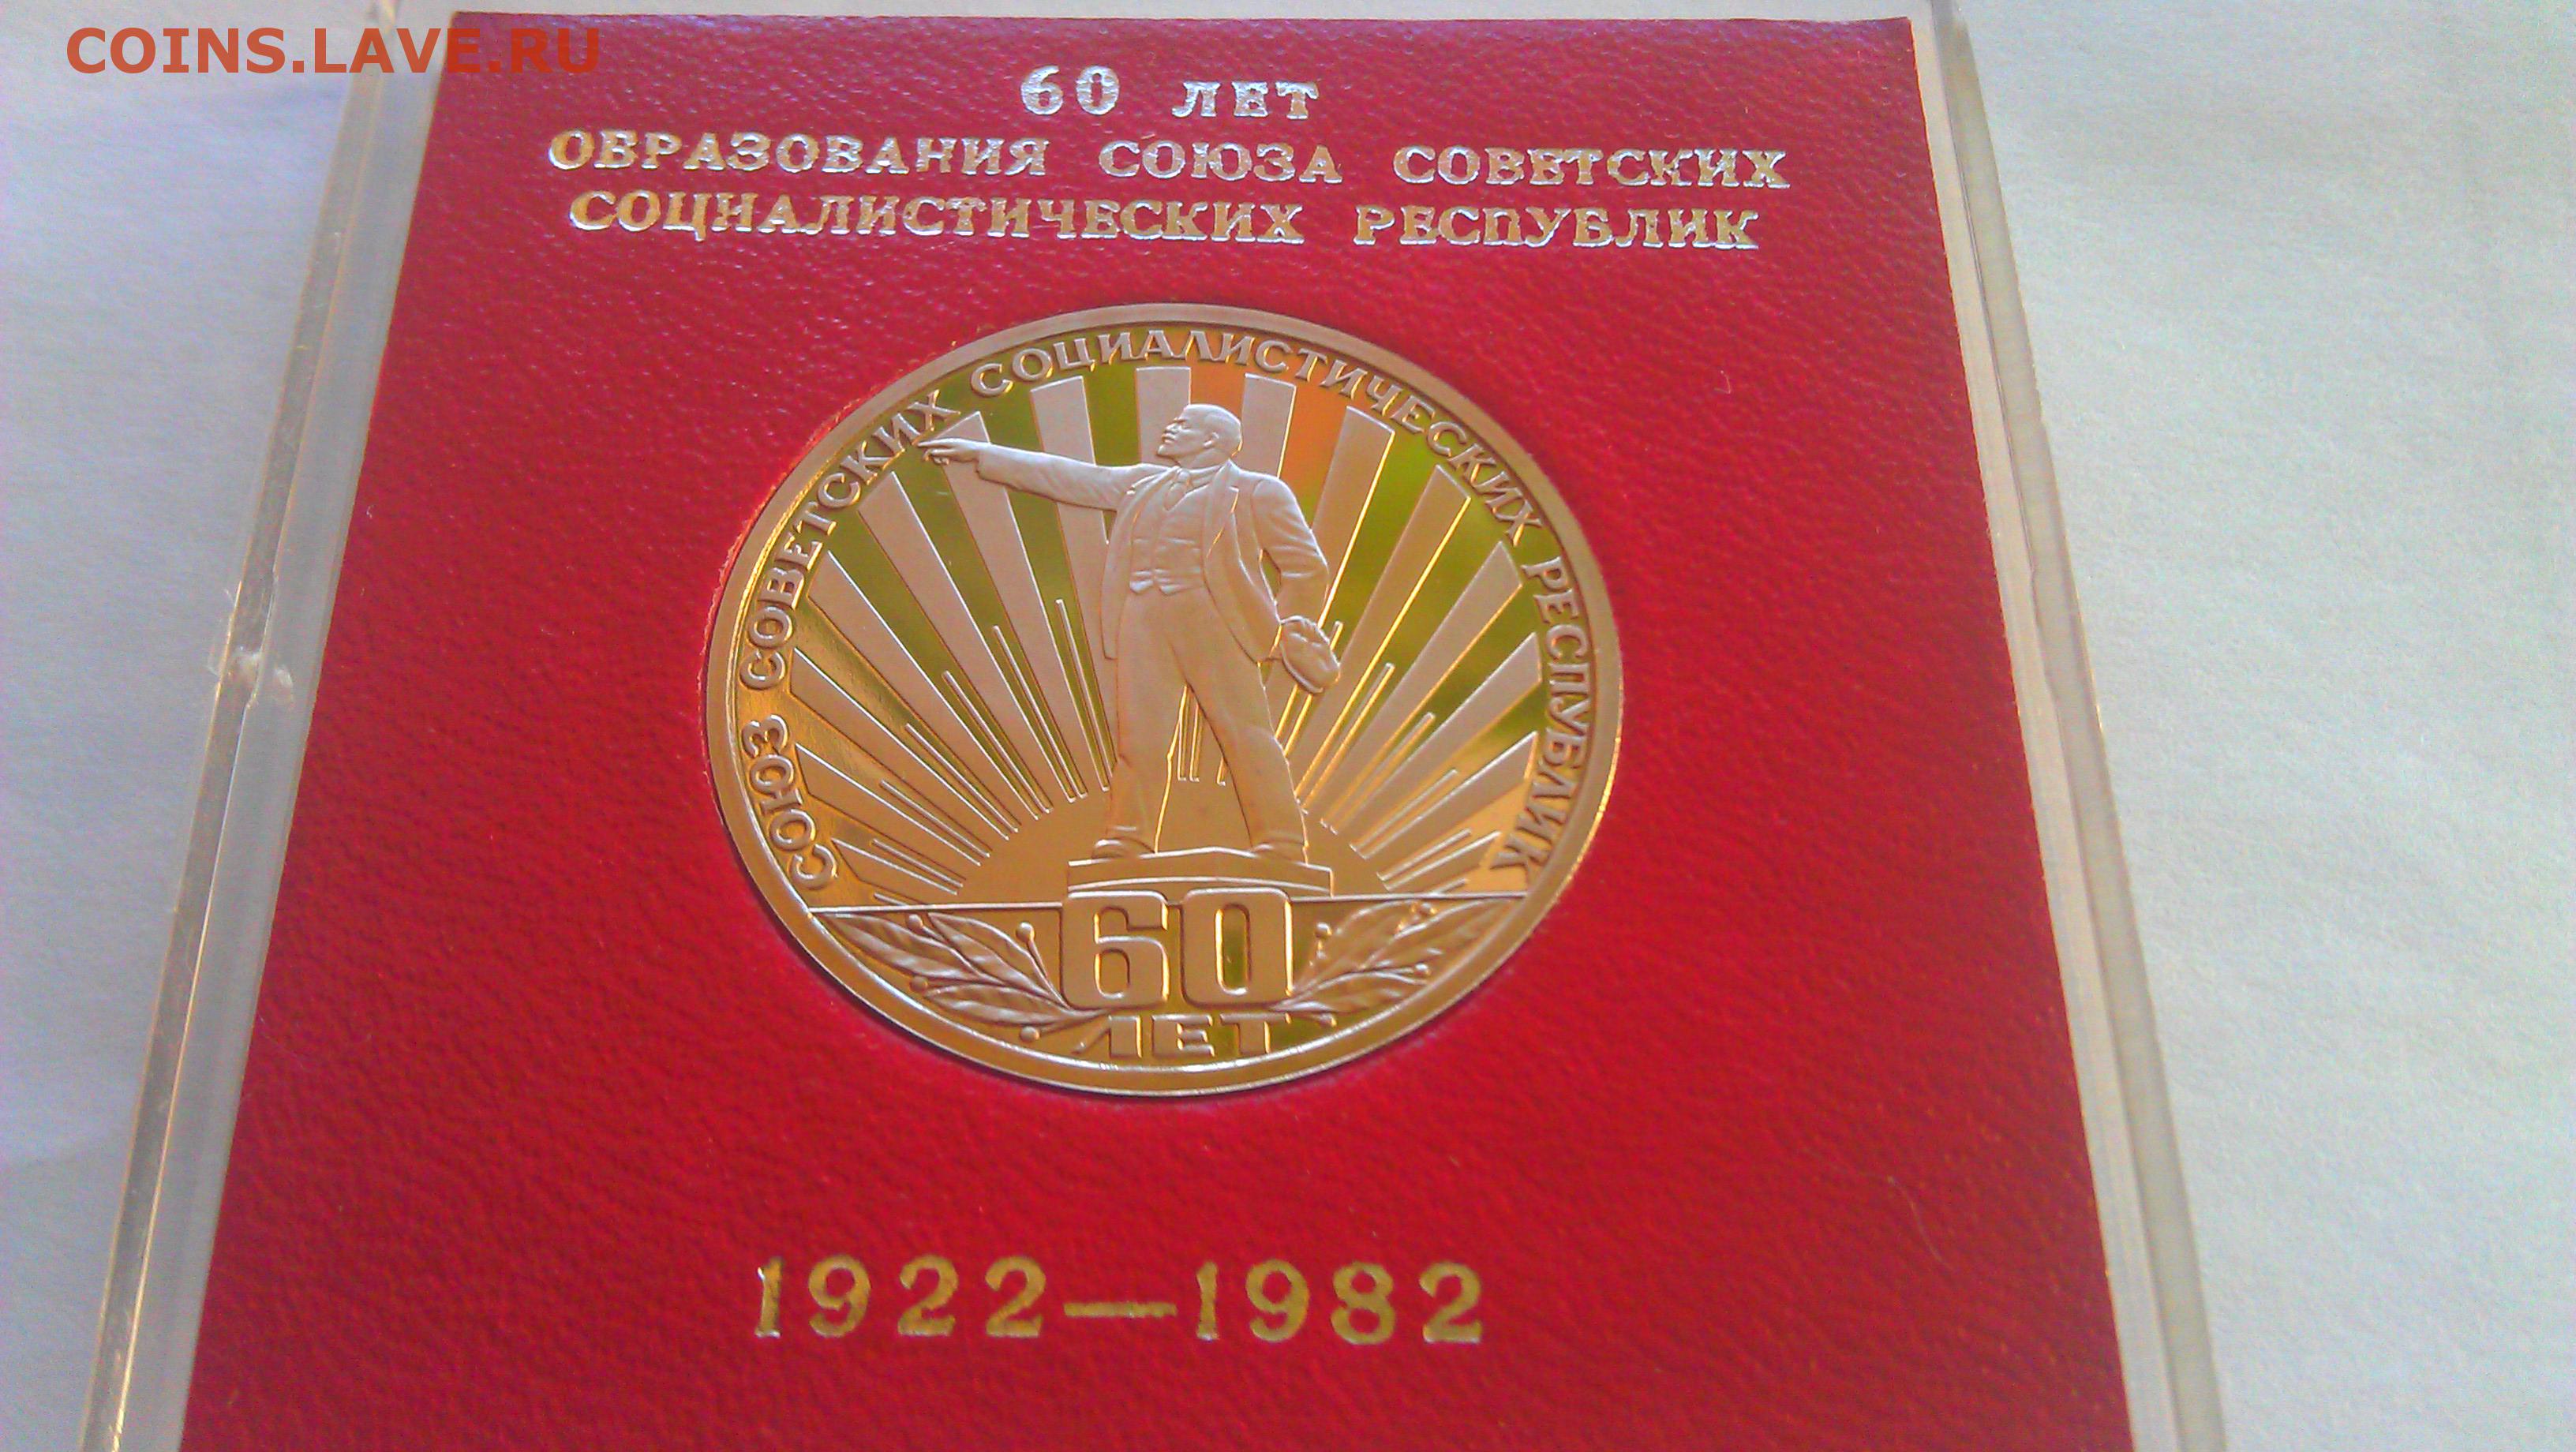 COINS.LAVE.RU
60 ЛЕТ
ОБРАЗОВАНИЯ СОЮЗА СОВЕТСКИХ
СОЦИАЛИСТИЧЕСКИХ РЕСПУБЛИК
СОЮЗ СОВЕТСКИХ СОЦИАЛИСТИЧЕСКИХ РЕСПУБЛИК
60
ЛЕТ
1922—1982